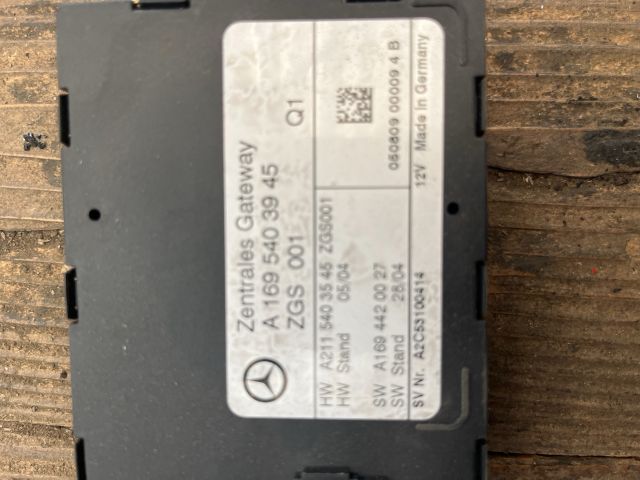 Zentrales Gateway
A 169 540 39 45
ZGS 001 Q1
HW A211 540 35 45 ZGS001
HW Stand 05/04
SW A169 442 00 27
SW Stand 28/04
050809 00009 4 B
SV Nr. A2C53100414 12V Made in Germany